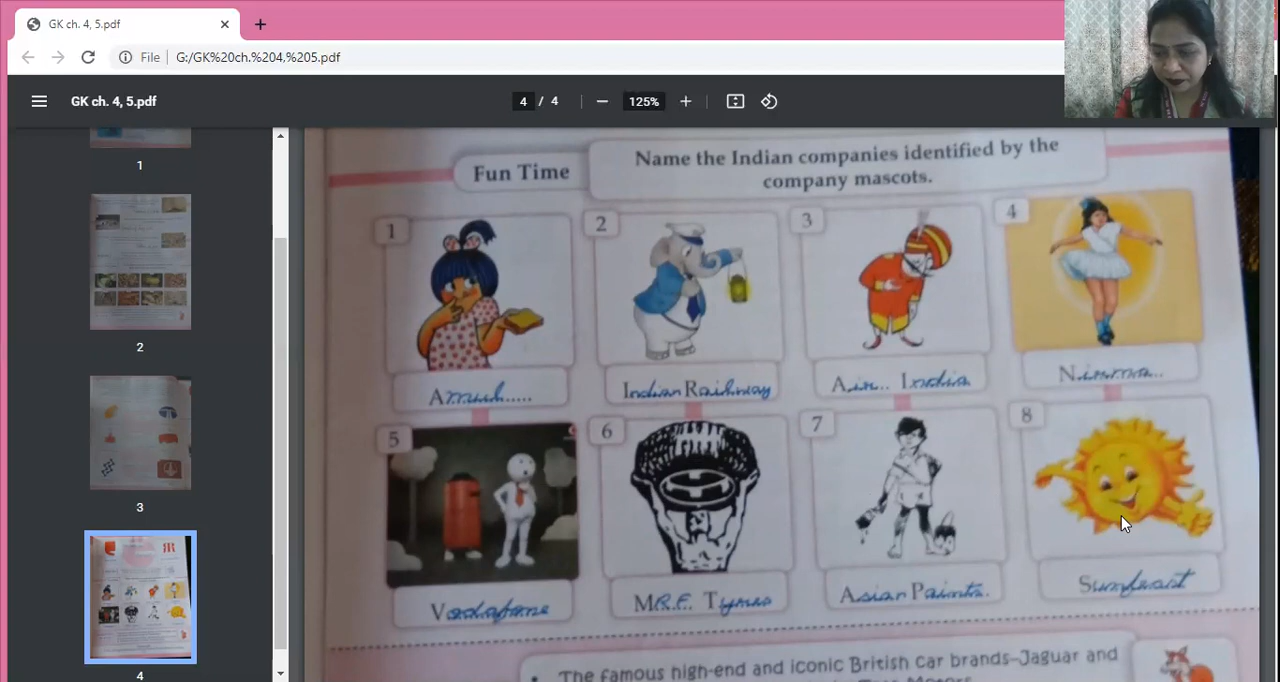 GK ch. 4, 5.pdf
File G:/GK%20ch.%204,%205.pdf
GK ch. 4, 5.pdf
4 / 4
125%
1
2
3
4
Fun Time
Name the Indian companies identified by the
company mascots.
1
2
3
4
Amul.....
Indian Railway
Air.. India
Nirma...
5
6
7
8
Vodafone
M.R.F. Tyres
Asian Paints.
Sunfeast
The famous high-end and iconic British car brands-Jaguar and
Motors